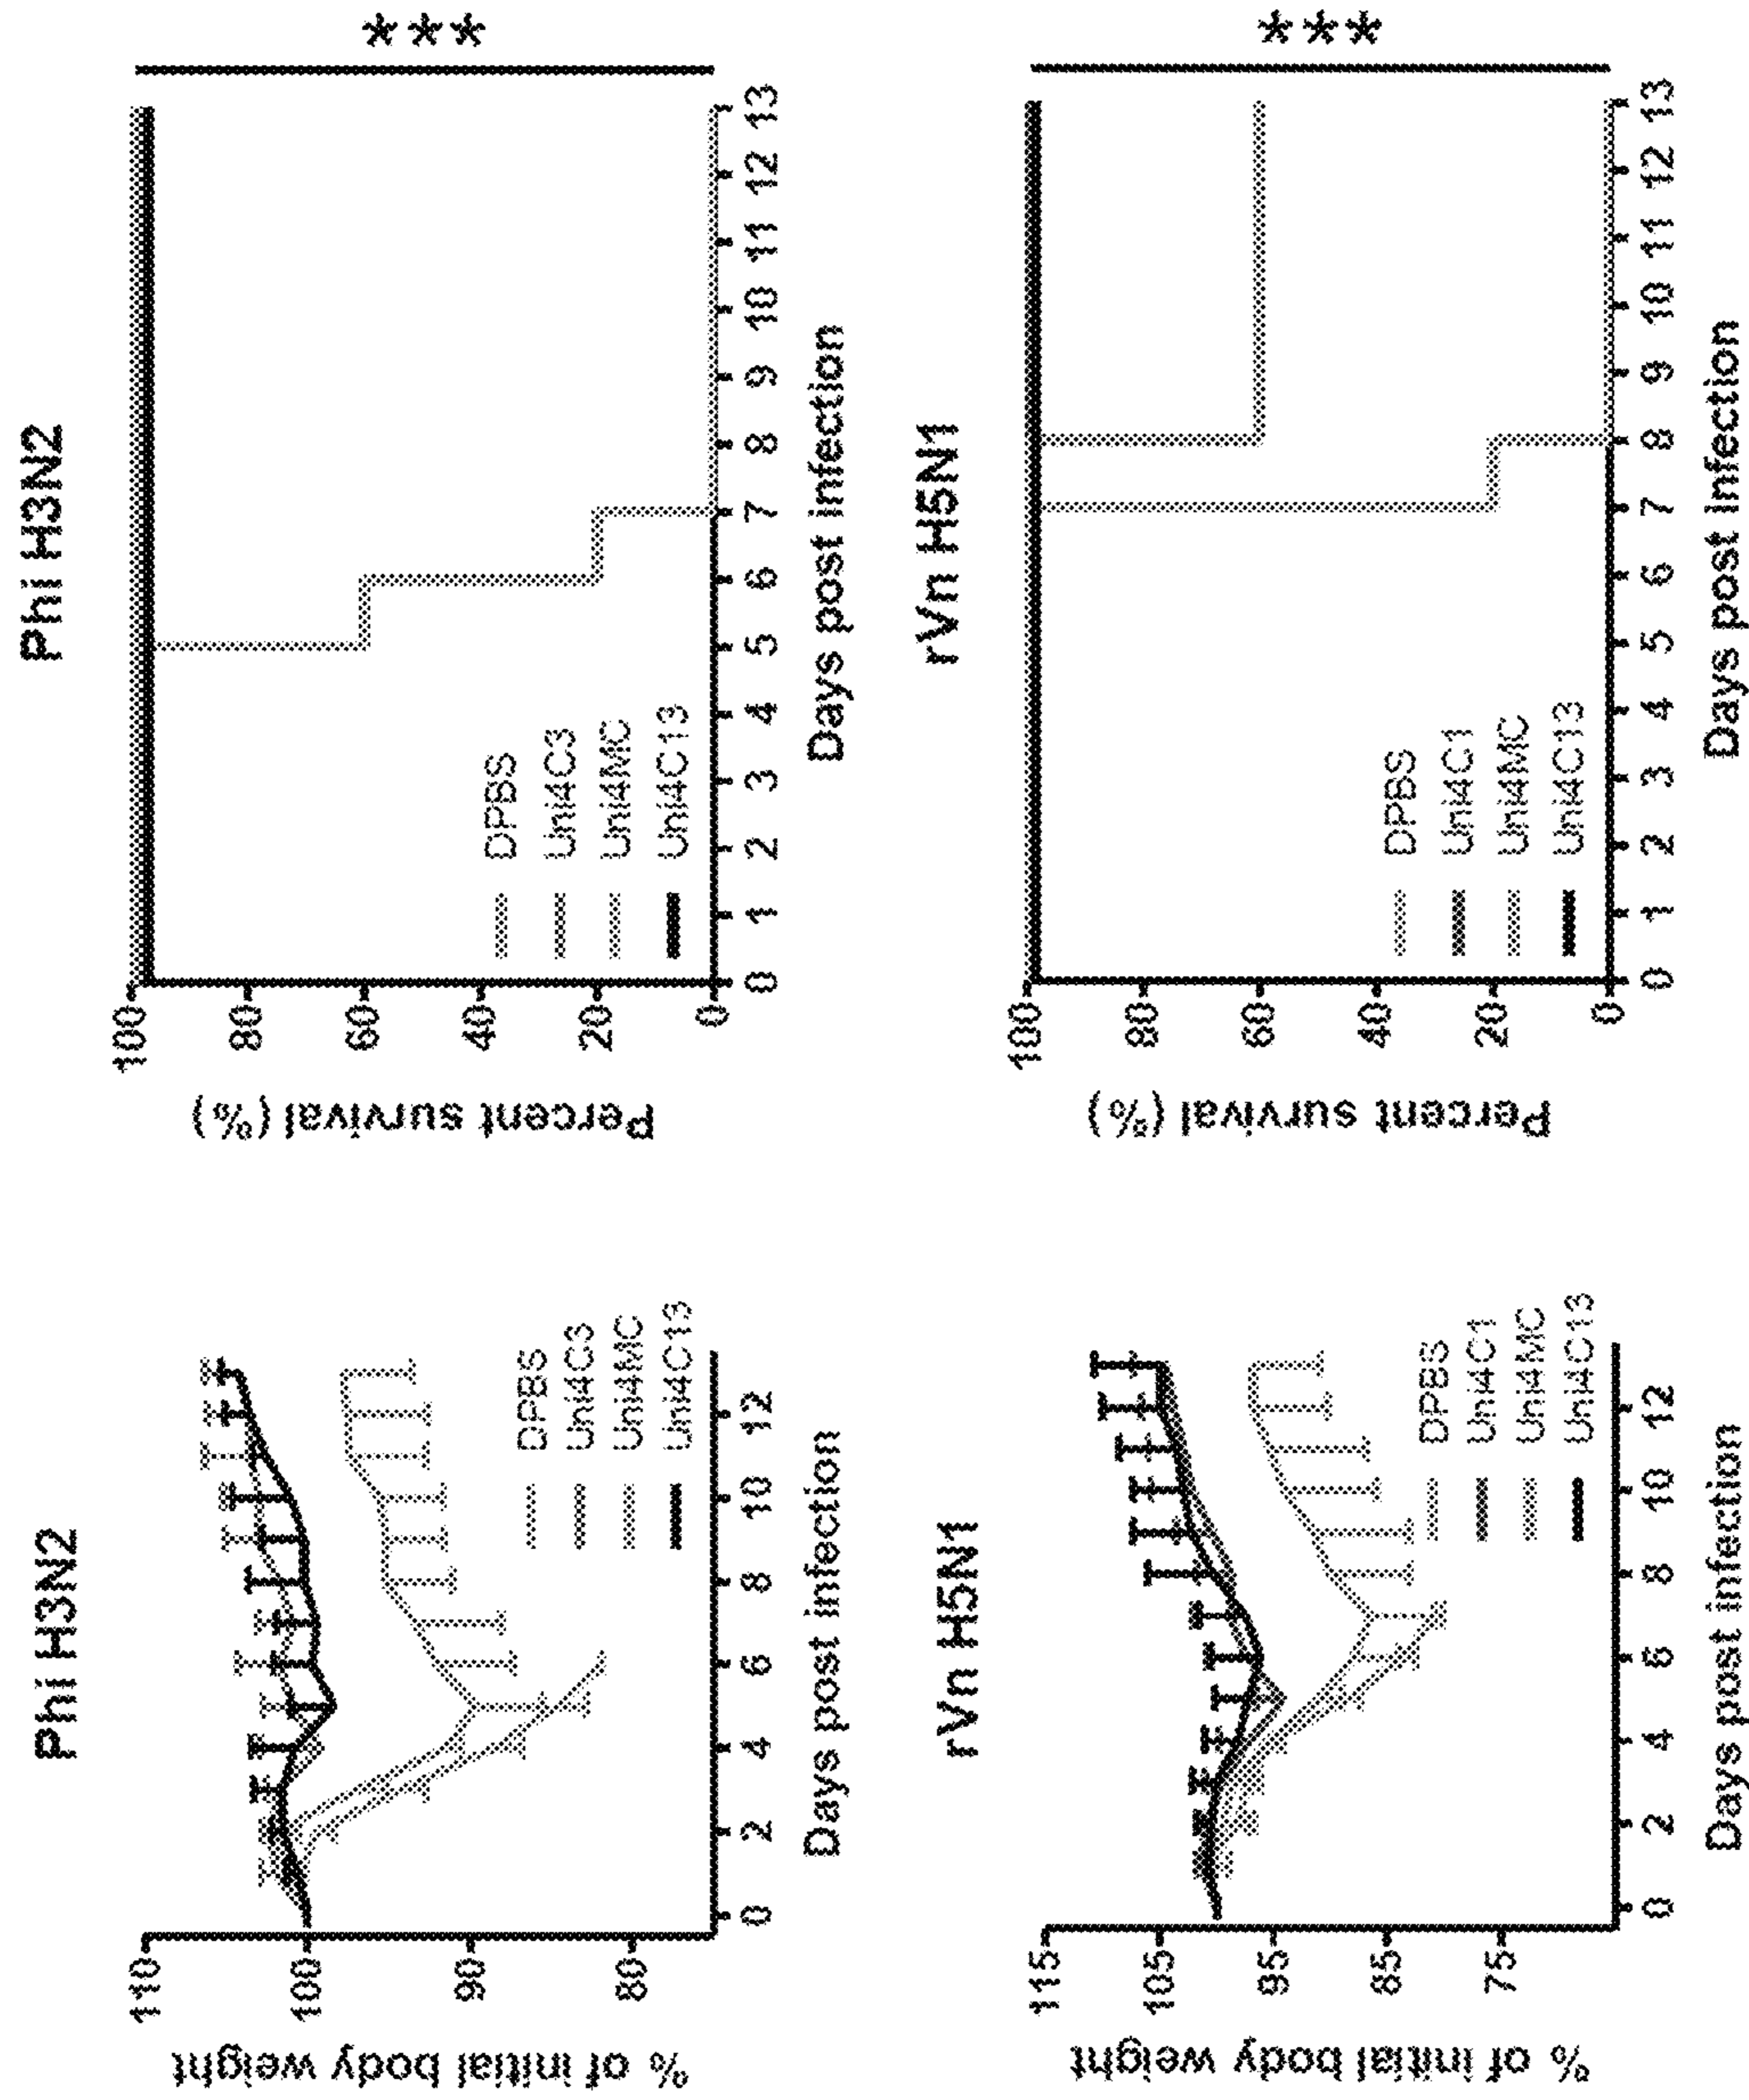 Phi H3N2
% of initial body weight
110
100
90
80
0 2 4 6 8 10 12
Days post infection
DPBS
Uni4C3
Uni4MC
Uni4C13
Phi H3N2
Percent survival (%)
100
80
60
40
20
0
0 1 2 3 4 5 6 7 8 9 10 11 12 13
Days post infection
DPBS
Uni4C3
Uni4MC
Uni4C13
***
rVn H5N1
% of initial body weight
115
105
95
85
75
0 2 4 6 8 10 12
Days post infection
DPBS
Uni4C1
Uni4MC
Uni4C13
rVn H5N1
Percent survival (%)
100
80
60
40
20
0
0 1 2 3 4 5 6 7 8 9 10 11 12 13
Days post infection
DPBS
Uni4C1
Uni4MC
Uni4C13
***